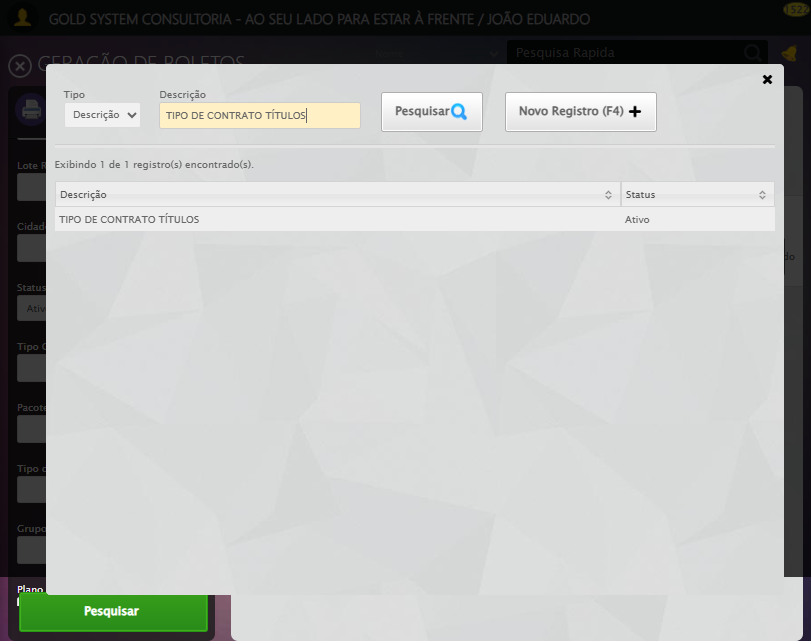 GOLD SYSTEM CONSULTORIA - AO SEU LADO PARA ESTAR À FRENTE / JOÃO EDUARDO
GERAÇÃO DE BOLETOS
Pesquisa Rapida
Tipo
Descrição
Descrição
TIPO DE CONTRATO TÍTULOS
Pesquisar
Novo Registro (F4)
Exibindo 1 de 1 registro(s) encontrado(s).
Descrição
Status
TIPO DE CONTRATO TÍTULOS
Ativo
Lote
Cidad
Status
Ativ
Tipo
Pacote
Tipo
Grupo
Plano
Pesquisar